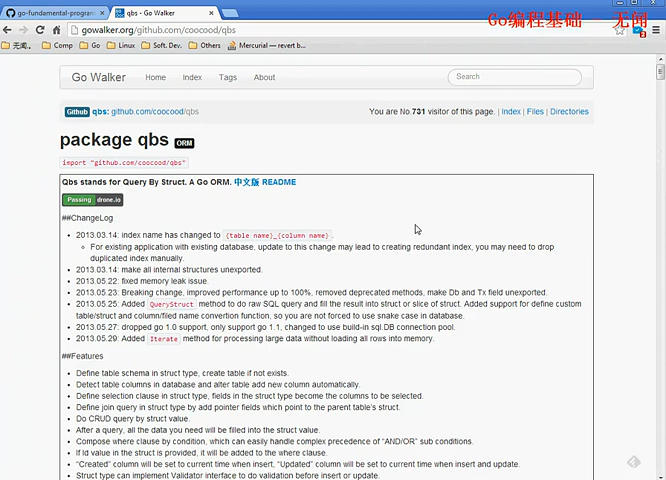 go-fundamental-programm
qbs - Go Walker
Go编程基础 无闻
gowalker.org/github.com/coocood/qbs
无闻.. Comp Go Linux Soft. Dev. Others Mercurial — revert b...
Go Walker Home Index Tags About Search
Github qbs: github.com/coocood/qbs You are No.731 visitor of this page. | Index | Files | Directories
package qbs ORM
import "github.com/coocood/qbs"
Qbs stands for Query By Struct. A Go ORM. 中文版 README
Passing drone.io
##ChangeLog
2013.03.14: index name has changed to {table name}_{column name}.
For existing application with existing database, update to this change may lead to creating redundant index, you may need to drop
duplicated index manually.
2013.03.14: make all internal structures unexported.
2013.05.22: fixed memory leak issue.
2013.05.23: Breaking change, improved performance up to 100%, removed deprecated methods, make Db and Tx field unexported.
2013.05.25: Added QueryStruct method to do raw SQL query and fill the result into struct or slice of struct. Added support for define custom
table/struct and column/filed name convertion function, so you are not forced to use snake case in database.
2013.05.27: dropped go 1.0 support, only support go 1.1, changed to use build-in sql.DB connection pool.
2013.05.29: Added Iterate method for processing large data without loading all rows into memory.
##Features
Define table schema in struct type, create table if not exists.
Detect table columns in database and alter table add new column automatically.
Define selection clause in struct type, fields in the struct type become the columns to be selected.
Define join query in struct type by add pointer fields which point to the parent table's struct.
Do CRUD query by struct value.
After a query, all the data you need will be filled into the struct value.
Compose where clause by condition, which can easily handle complex precedence of "AND/OR" sub conditions.
If Id value in the struct is provided, it will be added to the where clause.
"Created" column will be set to current time when insert, "Updated" column will be set to current time when insert and update.
Struct type can implement Validator interface to do validation before insert or update.